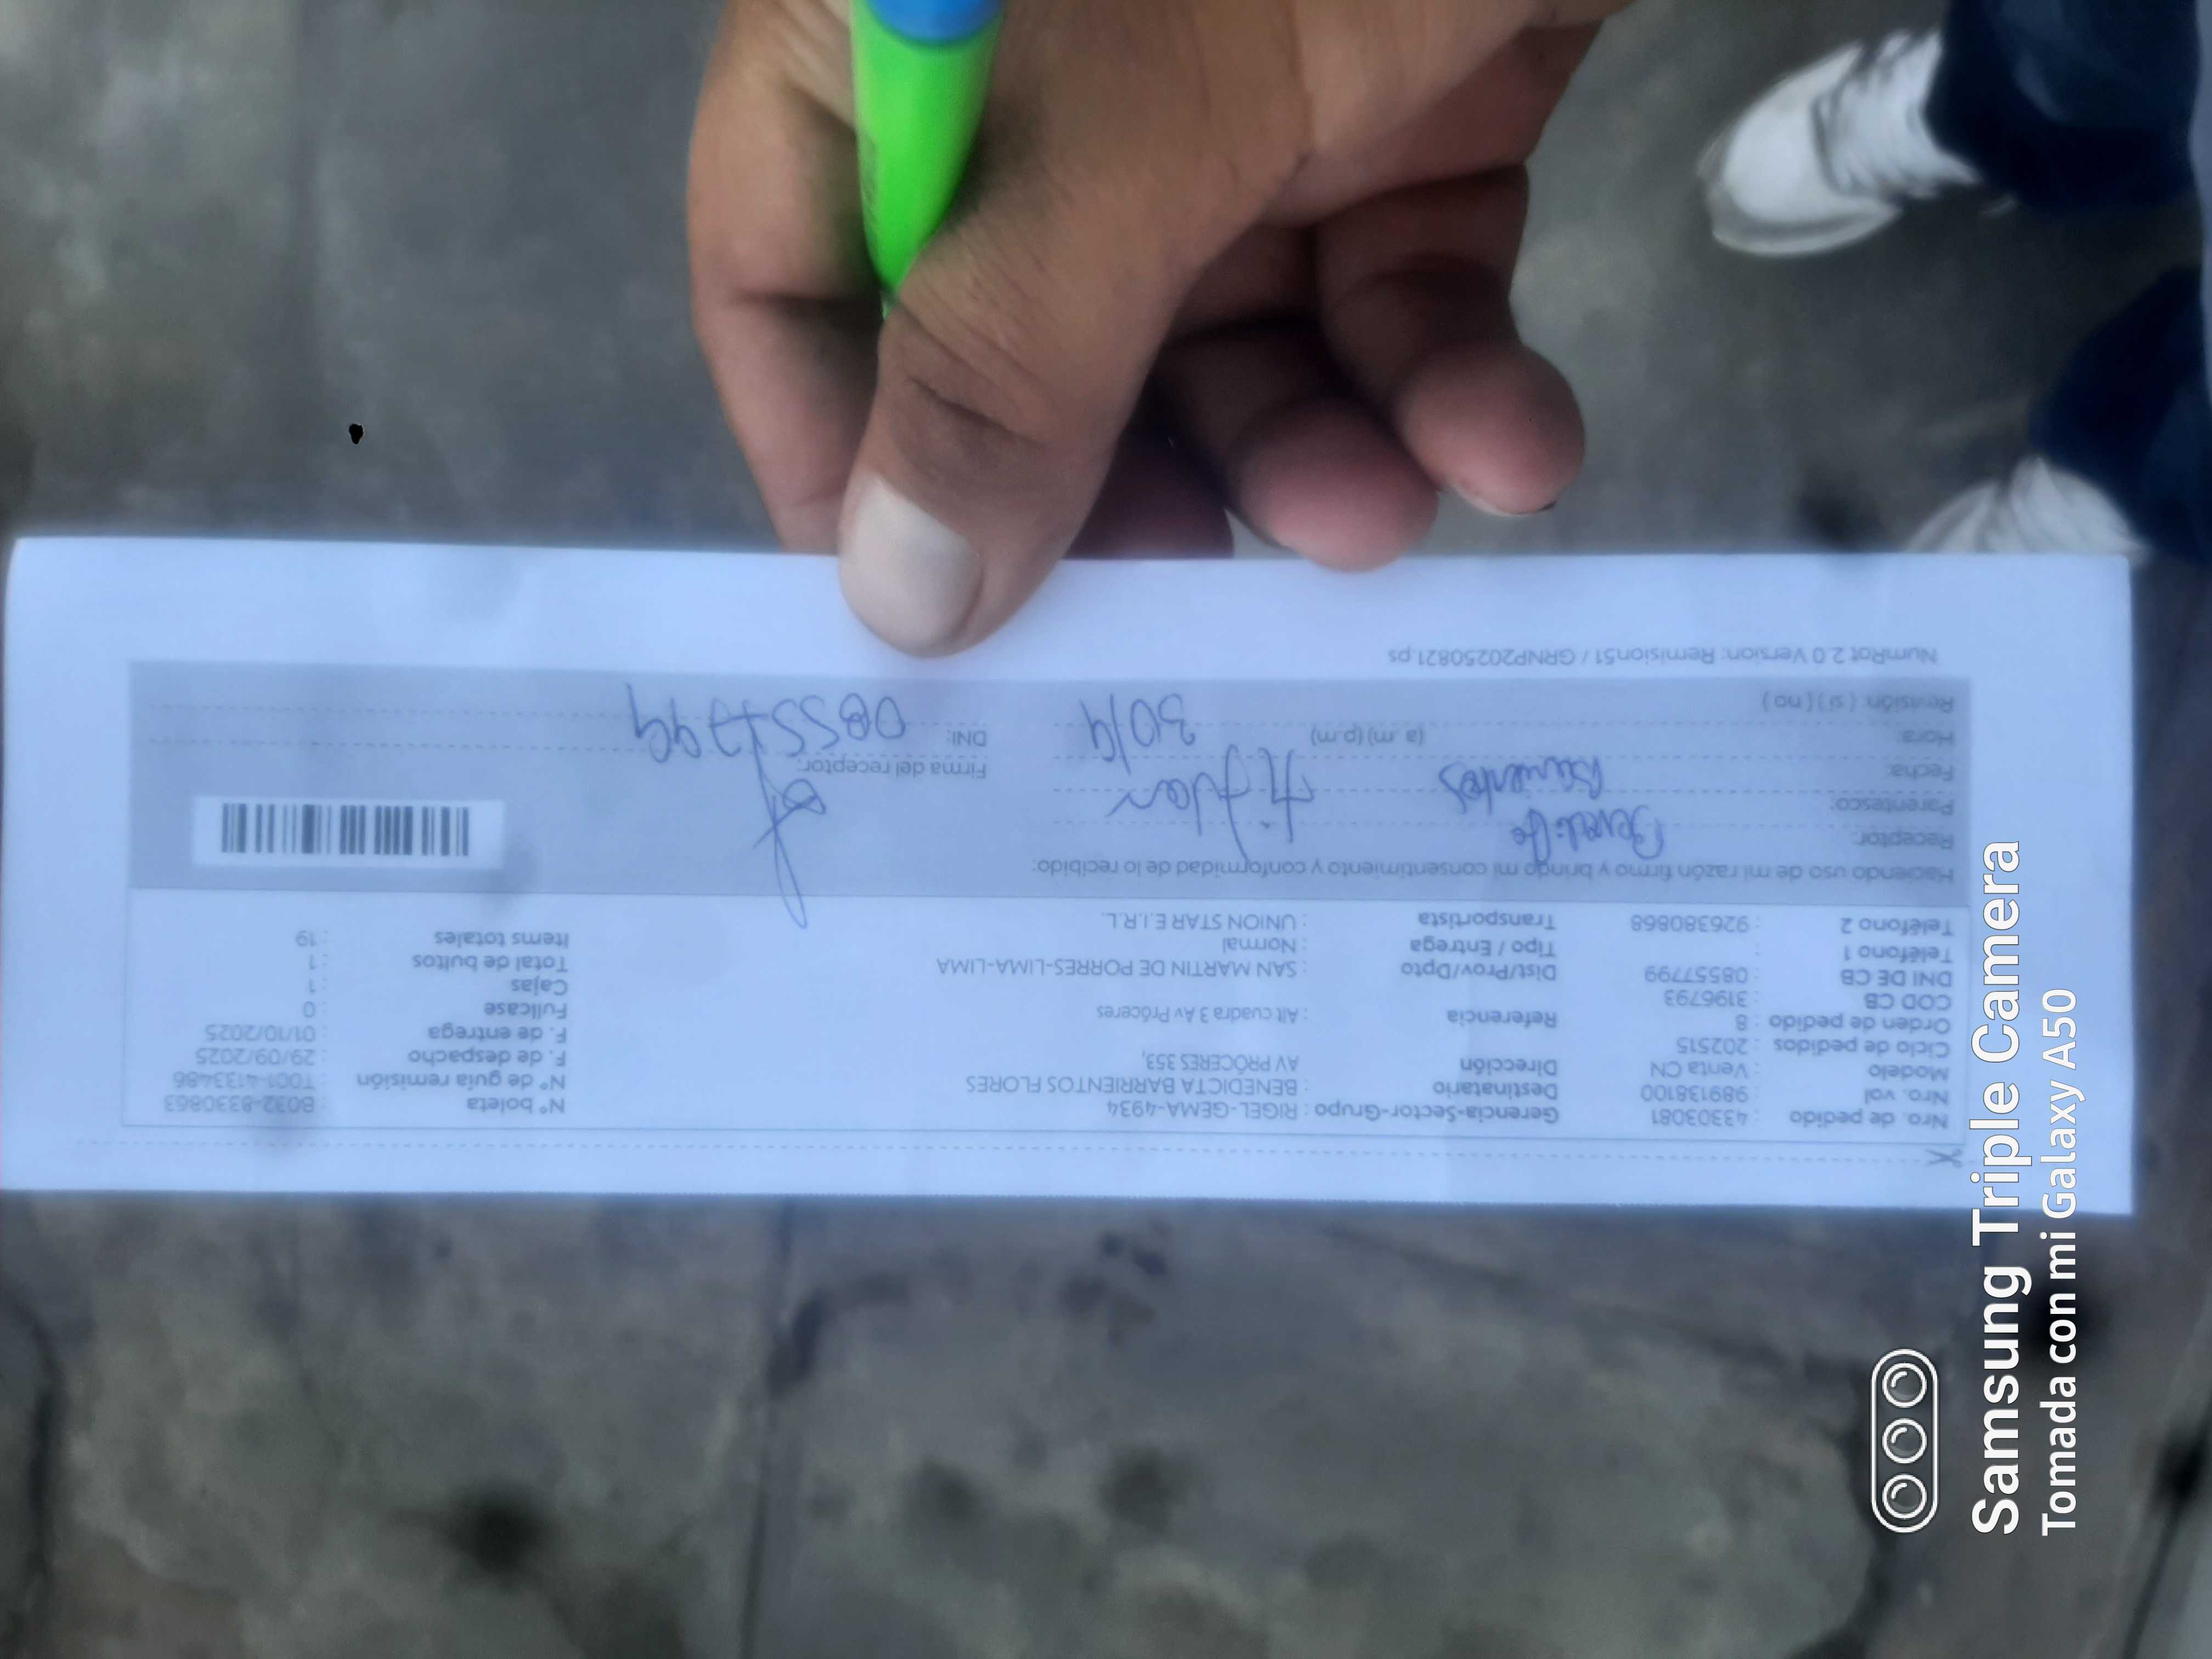 Nro. de pedido : 43303081 Gerencia-Sector-Grupo : RIGEL-GEMA-4934 Nº boleta : B032-8330863
Nro. vol : 989138100 Destinatario : BENEDICTA BARRIENTOS FLORES Nº de guía remisión : T001-4133486
Modelo : Venta CN Dirección AV PRÓCERES 353, F. de despacho : 29/09/2025
Ciclo de pedidos : 202515 F. de entrega : 01/10/2025
Orden de pedido : 8 Referencia : Alt cuadra 3 Av Próceres Fullcase : 0
COD CB : 3196793 Cajas : 1
DNI DE CB : 08557799 Dist/Prov/Dpto : SAN MARTIN DE PORRES-LIMA-LIMA Total de bultos : 1
Teléfono 1 : Tipo / Entrega : Normal Items totales : 19
Teléfono 2 : 926380868 Transportista : UNION STAR E.I.R.L.
Haciendo uso de mi razón firmo y brindo mi consentimiento y conformidad de lo recibido:
Receptor:
Parentesco: Titular
Fecha: Firma del receptor:
Hora: (a.m) (p.m) 30/9 DNI: 08557799
Revisión: ( si ) ( no )
NumRot 2.0 Version: Remision51 / GRNP20250821.ps
Samsung Triple Camera
Tomada con mi Galaxy A50